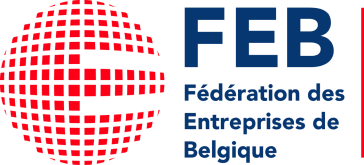 FEB
Fédération des
Entreprises de
Belgique